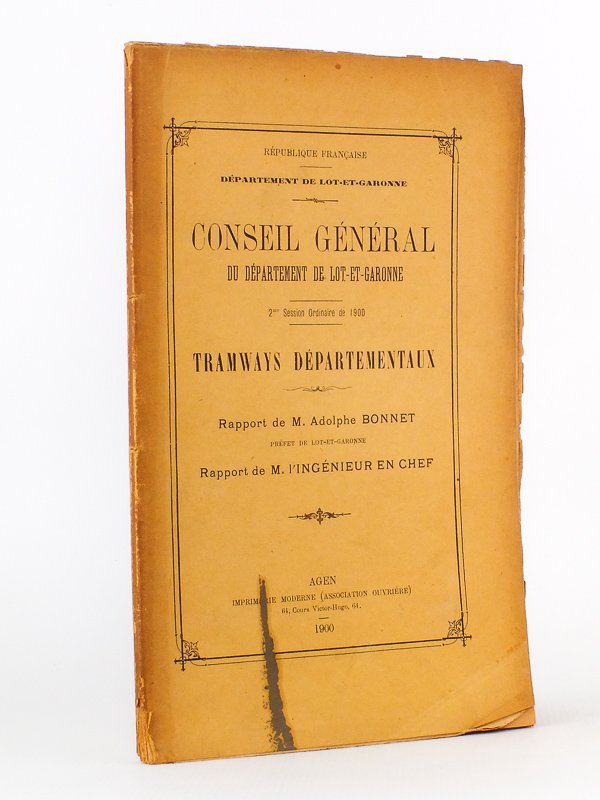 RÉPUBLIQUE FRANÇAISE
DÉPARTEMENT DE LOT-ET-GARONNE
CONSEIL GÉNÉRAL
DU DÉPARTEMENT DE LOT-ET-GARONNE
2me Session Ordinaire de 1900
TRAMWAYS DÉPARTEMENTAUX
Rapport de M. Adolphe BONNET
PRÉFET DE LOT-ET-GARONNE
Rapport de M. l'INGÉNIEUR EN CHEF
AGEN
IMPRIMERIE MODERNE (ASSOCIATION OUVRIÈRE)
64, Cours Victor-Hugo, 64.
1900